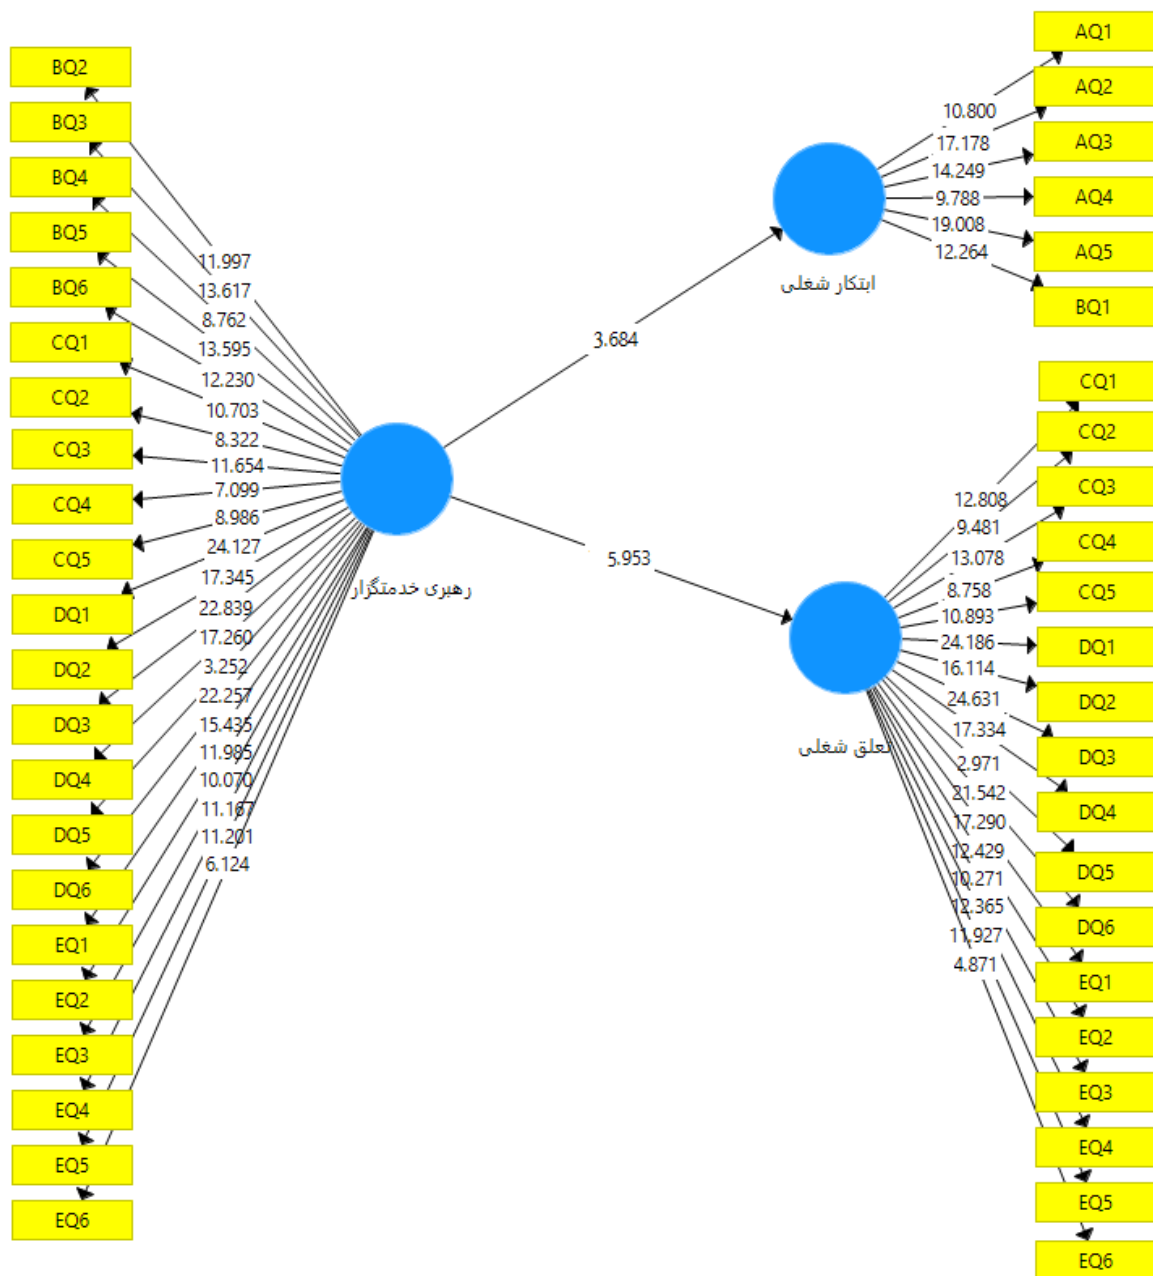 BQ2
BQ3
BQ4
BQ5
BQ6
CQ1
CQ2
CQ3
CQ4
CQ5
DQ1
DQ2
DQ3
DQ4
DQ5
DQ6
EQ1
EQ2
EQ3
EQ4
EQ5
EQ6
11.997
13.617
8.762
13.595
12.230
10.703
8.322
11.654
7.099
8.986
24.127
17.345
22.839
17.260
3.252
22.257
15.435
11.985
10.070
11.167
11.201
6.124
رهبری خدمتگزار
3.684
5.953
ابتکار شغلی
10.800
17.178
14.249
9.788
19.008
12.264
AQ1
AQ2
AQ3
AQ4
AQ5
BQ1
تعلق شغلی
12.808
9.481
13.078
8.758
10.893
24.186
16.114
24.631
17.334
2.971
21.542
17.290
12.429
10.271
12.365
11.927
4.871
CQ1
CQ2
CQ3
CQ4
CQ5
DQ1
DQ2
DQ3
DQ4
DQ5
DQ6
EQ1
EQ2
EQ3
EQ4
EQ5
EQ6